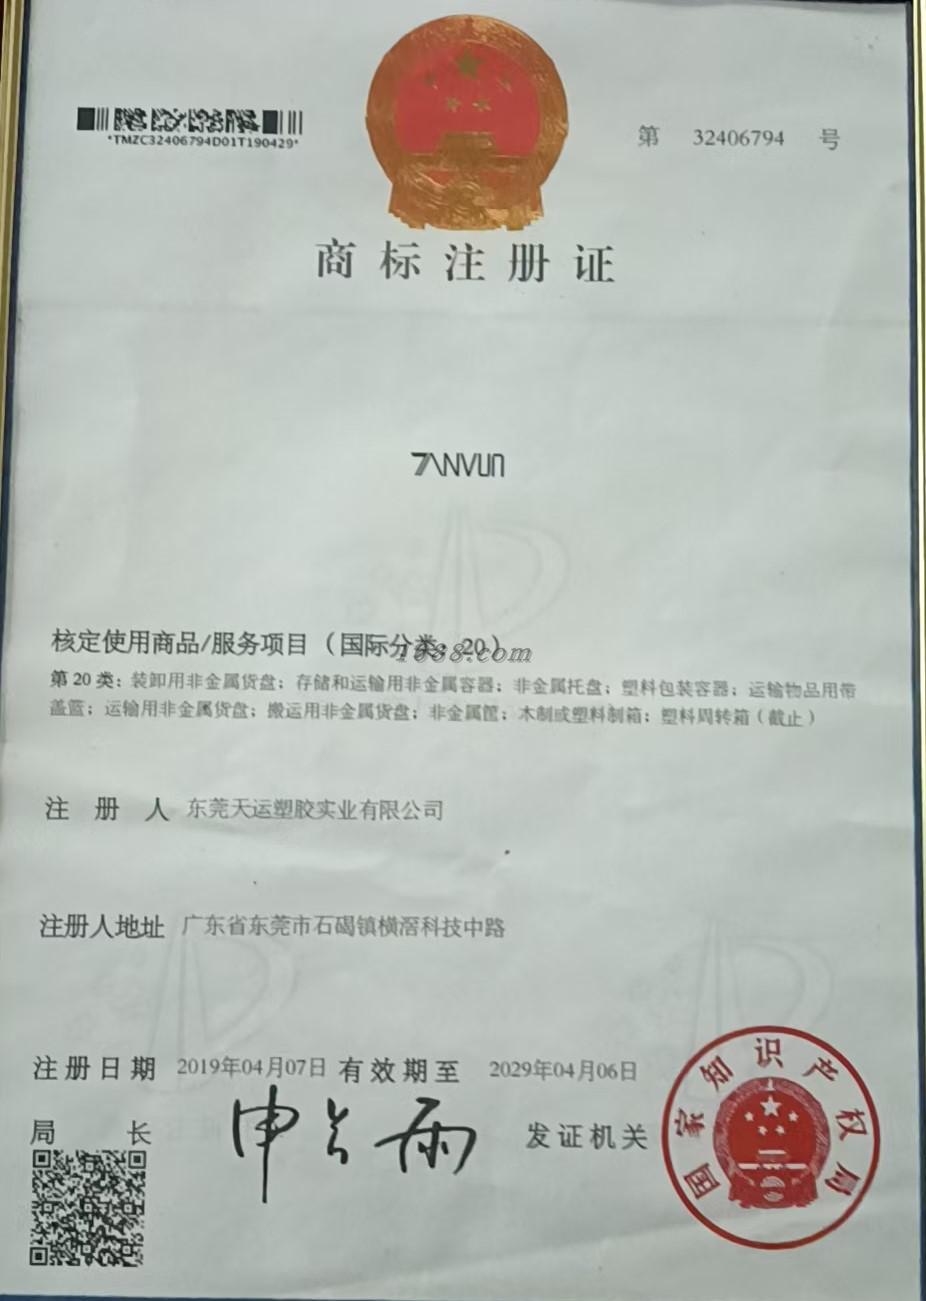 *TMZC32406794D01T190429*
第 32406794 号
商标注册证
7ANVUN
核定使用商品/服务项目（国际分类：20）
1688.com
第 20 类：装卸用非金属货盘；存储和运输用非金属容器；非金属托盘；塑料包装容器；运输物品用带
盖篮；运输用非金属货盘；搬运用非金属货盘；非金属筐；木制或塑料制箱；塑料周转箱（截止）
注册人 东莞天运塑胶实业有限公司
注册人地址 广东省东莞市石碣镇横滘科技中路
注册日期 2019年04月07日 有效期至 2029年04月06日
局长 申长雨 发证机关
国家知识产权局